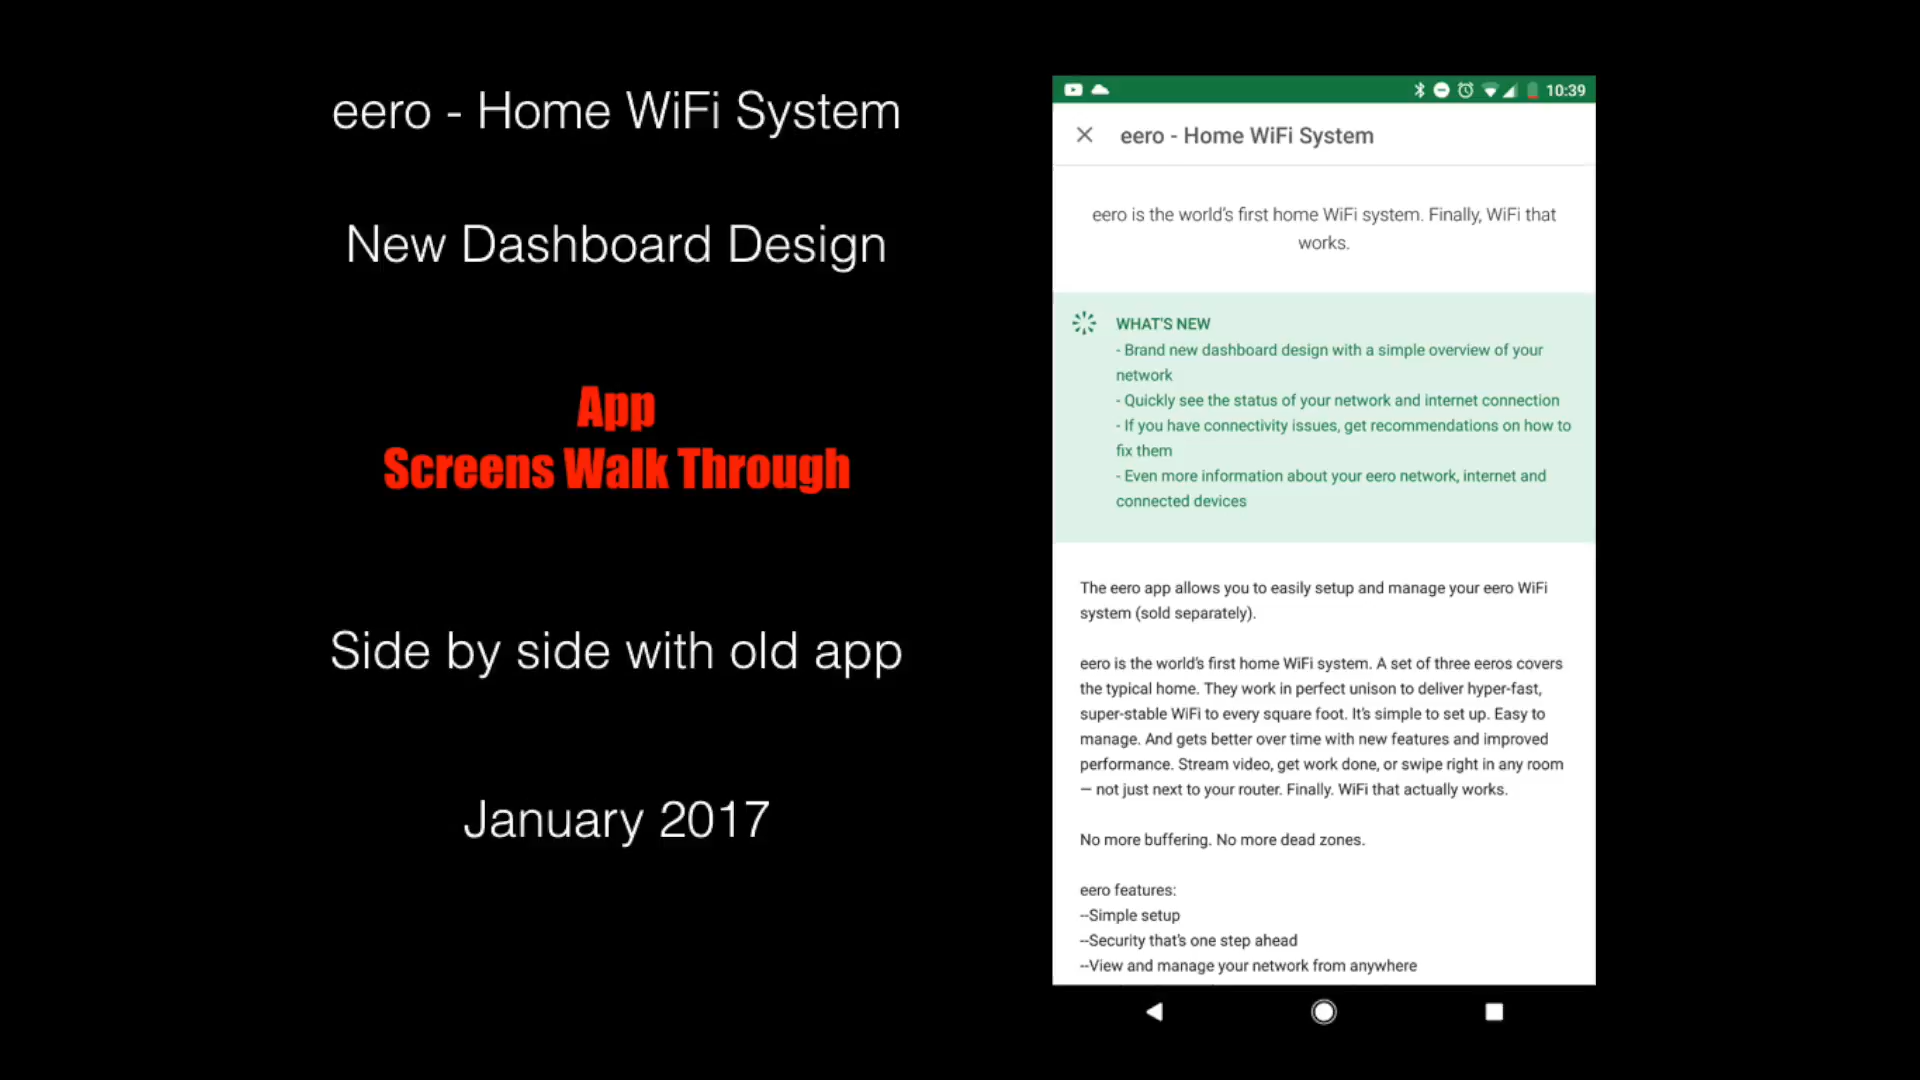 eero - Home WiFi System
New Dashboard Design
App
Screens Walk Through
Side by side with old app
January 2017
10:39
eero - Home WiFi System
eero is the world's first home WiFi system. Finally, WiFi that
works.
WHAT'S NEW
- Brand new dashboard design with a simple overview of your
network
- Quickly see the status of your network and internet connection
- If you have connectivity issues, get recommendations on how to
fix them
- Even more information about your eero network, internet and
connected devices
The eero app allows you to easily setup and manage your eero WiFi
system (sold separately).
eero is the world's first home WiFi system. A set of three eeros covers
the typical home. They work in perfect unison to deliver hyper-fast,
super-stable WiFi to every square foot. It's simple to set up. Easy to
manage. And gets better over time with new features and improved
performance. Stream video, get work done, or swipe right in any room
— not just next to your router. Finally. WiFi that actually works.
No more buffering. No more dead zones.
eero features:
--Simple setup
--Security that's one step ahead
--View and manage your network from anywhere